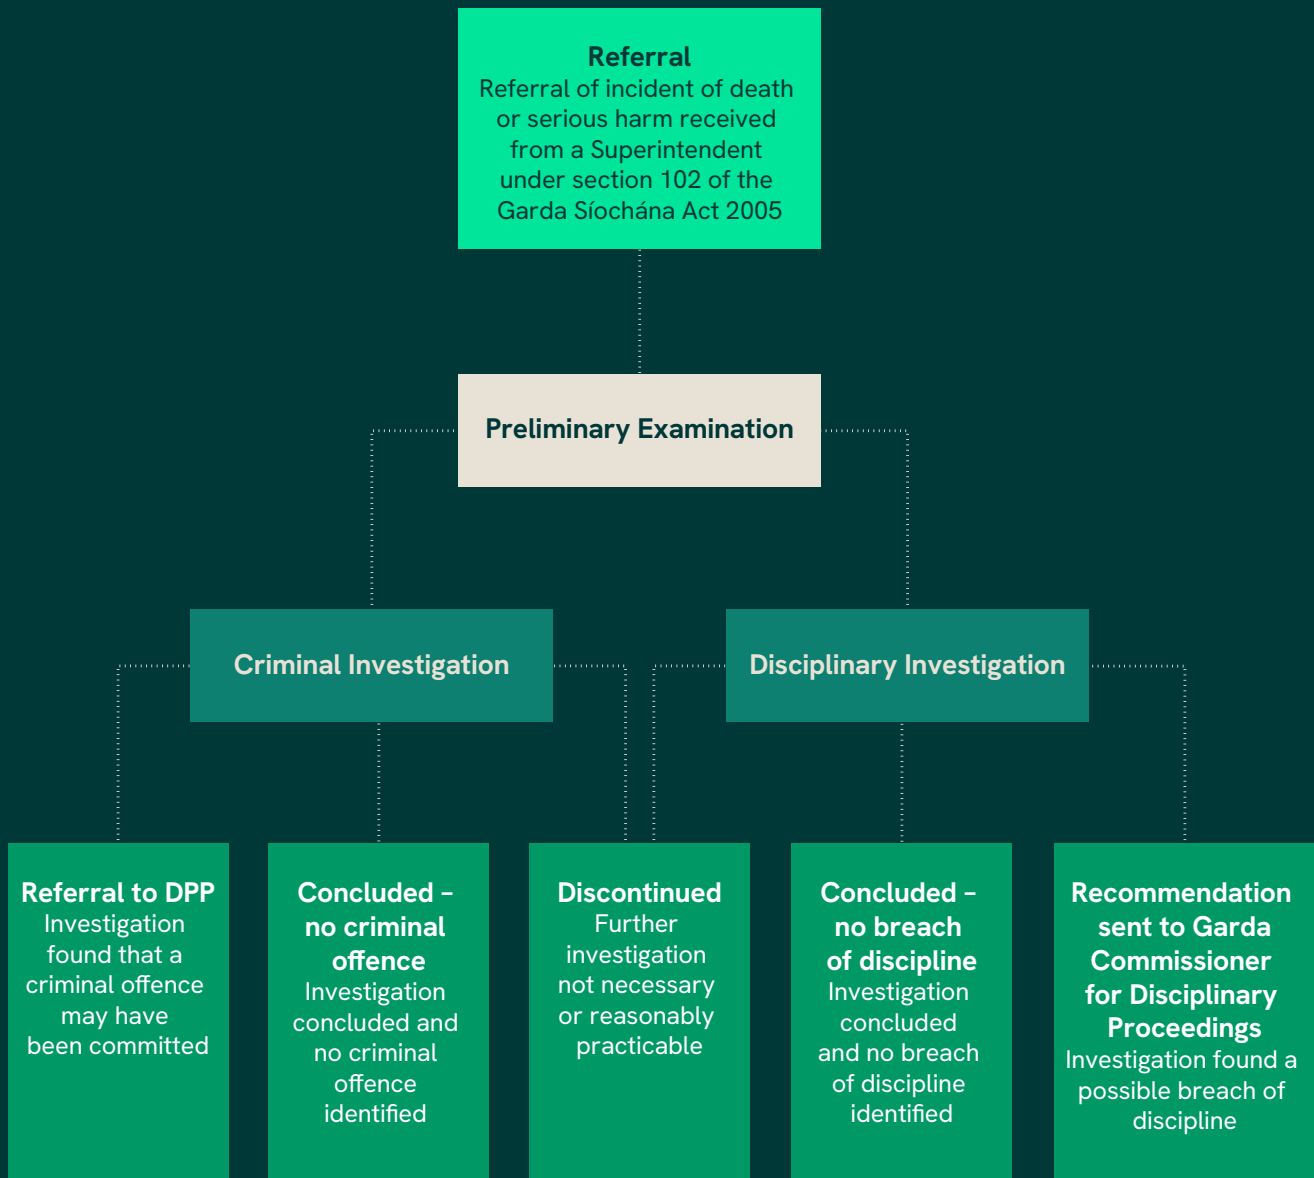 Referral
Referral of incident of death
or serious harm received
from a Superintendent
under section 102 of the
Garda Síochána Act 2005
Preliminary Examination
Criminal Investigation
Disciplinary Investigation
Referral to DPP
Investigation
found that a
criminal offence
may have
been committed
Concluded –
no criminal
offence
Investigation
concluded and
no criminal
offence
identified
Discontinued
Further
investigation
not necessary
or reasonably
practicable
Concluded –
no breach
of discipline
Investigation
concluded
and no breach
of discipline
identified
Recommendation
sent to Garda
Commissioner
for Disciplinary
Proceedings
Investigation found a
possible breach of
discipline